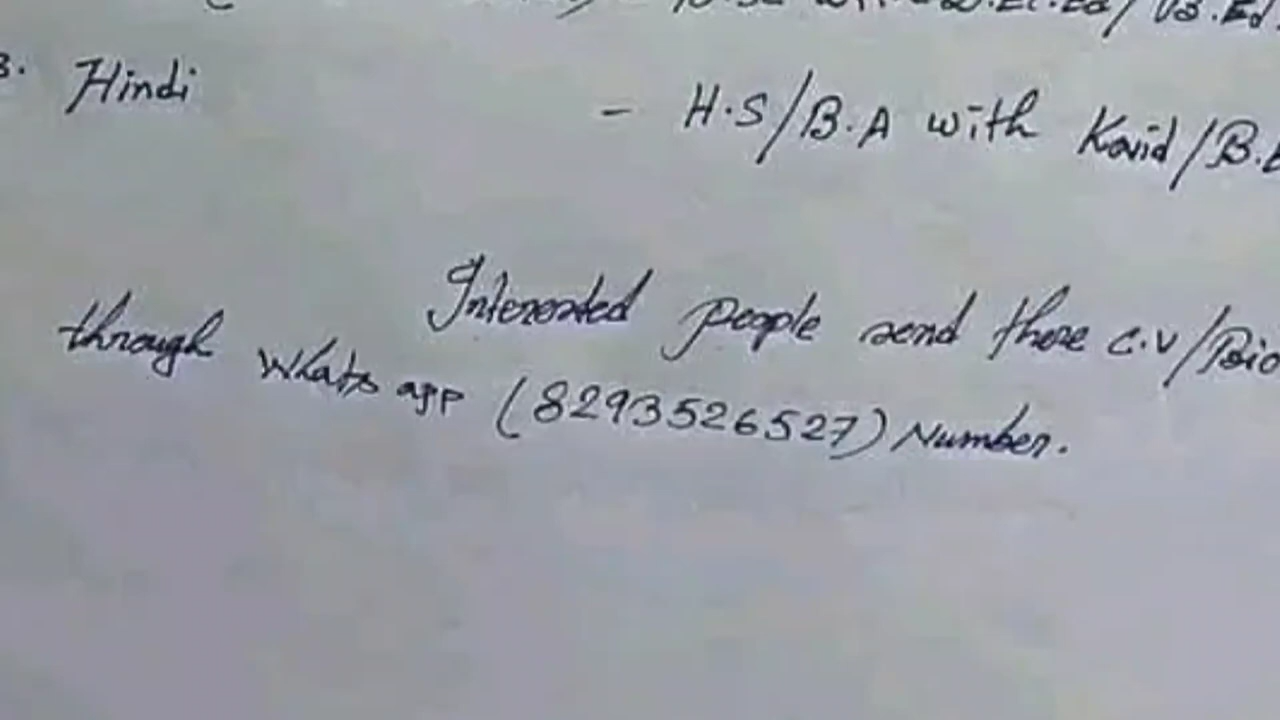 3. Hindi - H.S/B.A with Kovid/B.E
Interested people send there C.V/Bio
through Whats app (8293526527) Number.